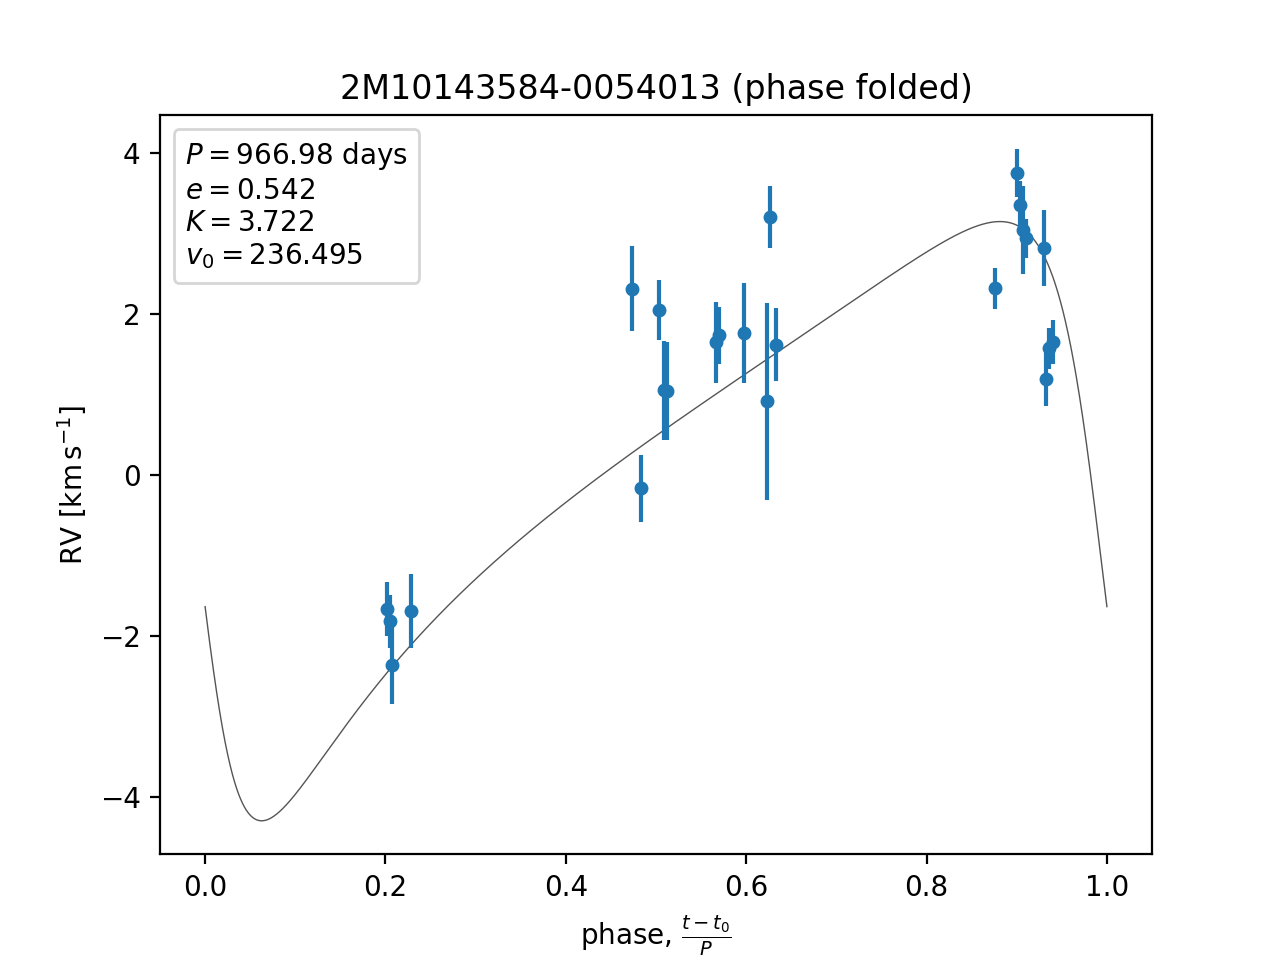 2M10143584-0054013 (phase folded)
P = 966.98 days
e = 0.542
K = 3.722
v₀ = 236.495
4
2
0
−2
−4
RV [km s⁻¹]
0.0 0.2 0.4 0.6 0.8 1.0
phase, (t − t₀)/P